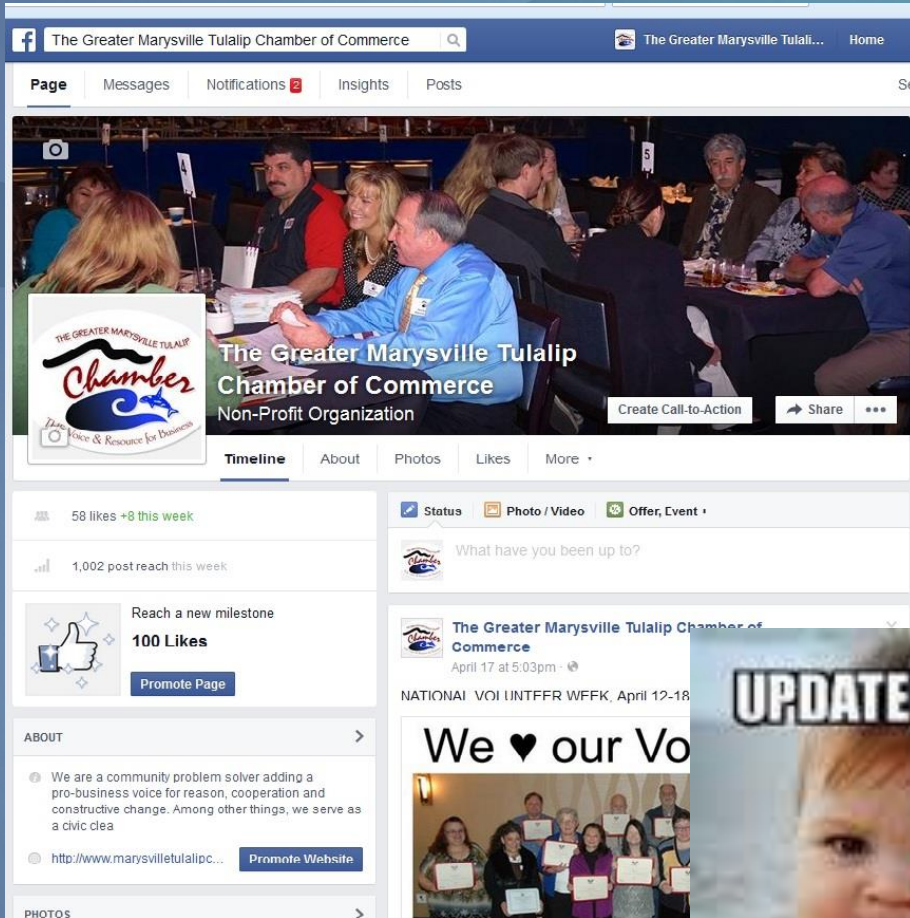 The Greater Marysville Tulalip Chamber of Commerce
The Greater Marysville Tulali...
Home
Page
Messages
Notifications 2
Insights
Posts
Se
4
5
THE GREATER MARYSVILLE TULALIP
Chamber
The Voice & Resource for Business
The Greater Marysville Tulalip
Chamber of Commerce
Non-Profit Organization
Create Call-to-Action
Share
Timeline
About
Photos
Likes
More
58 likes +8 this week
1,002 post reach this week
Reach a new milestone
100 Likes
Promote Page
ABOUT
We are a community problem solver adding a
pro-business voice for reason, cooperation and
constructive change. Among other things, we serve as
a civic clea
http://www.marysvilletulalipc...
Promote Website
PHOTOS
Status
Photo / Video
Offer, Event
What have you been up to?
The Greater Marysville Tulalip Chamber of
Commerce
April 17 at 5:03pm
NATIONAL VOLUNTEER WEEK, April 12-18
We ♥ our Vo
UPDATE